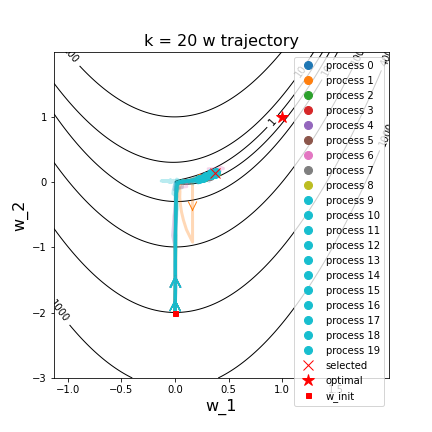 k = 20 w trajectory
w_2
1
0
−1
−2
−3
−1.0
−0.5
0.0
0.5
1.0
w_1
1
1000
process 0
process 1
process 2
process 3
process 4
process 5
process 6
process 7
process 8
process 9
process 10
process 11
process 12
process 13
process 14
process 15
process 16
process 17
process 18
process 19
selected
optimal
w_init